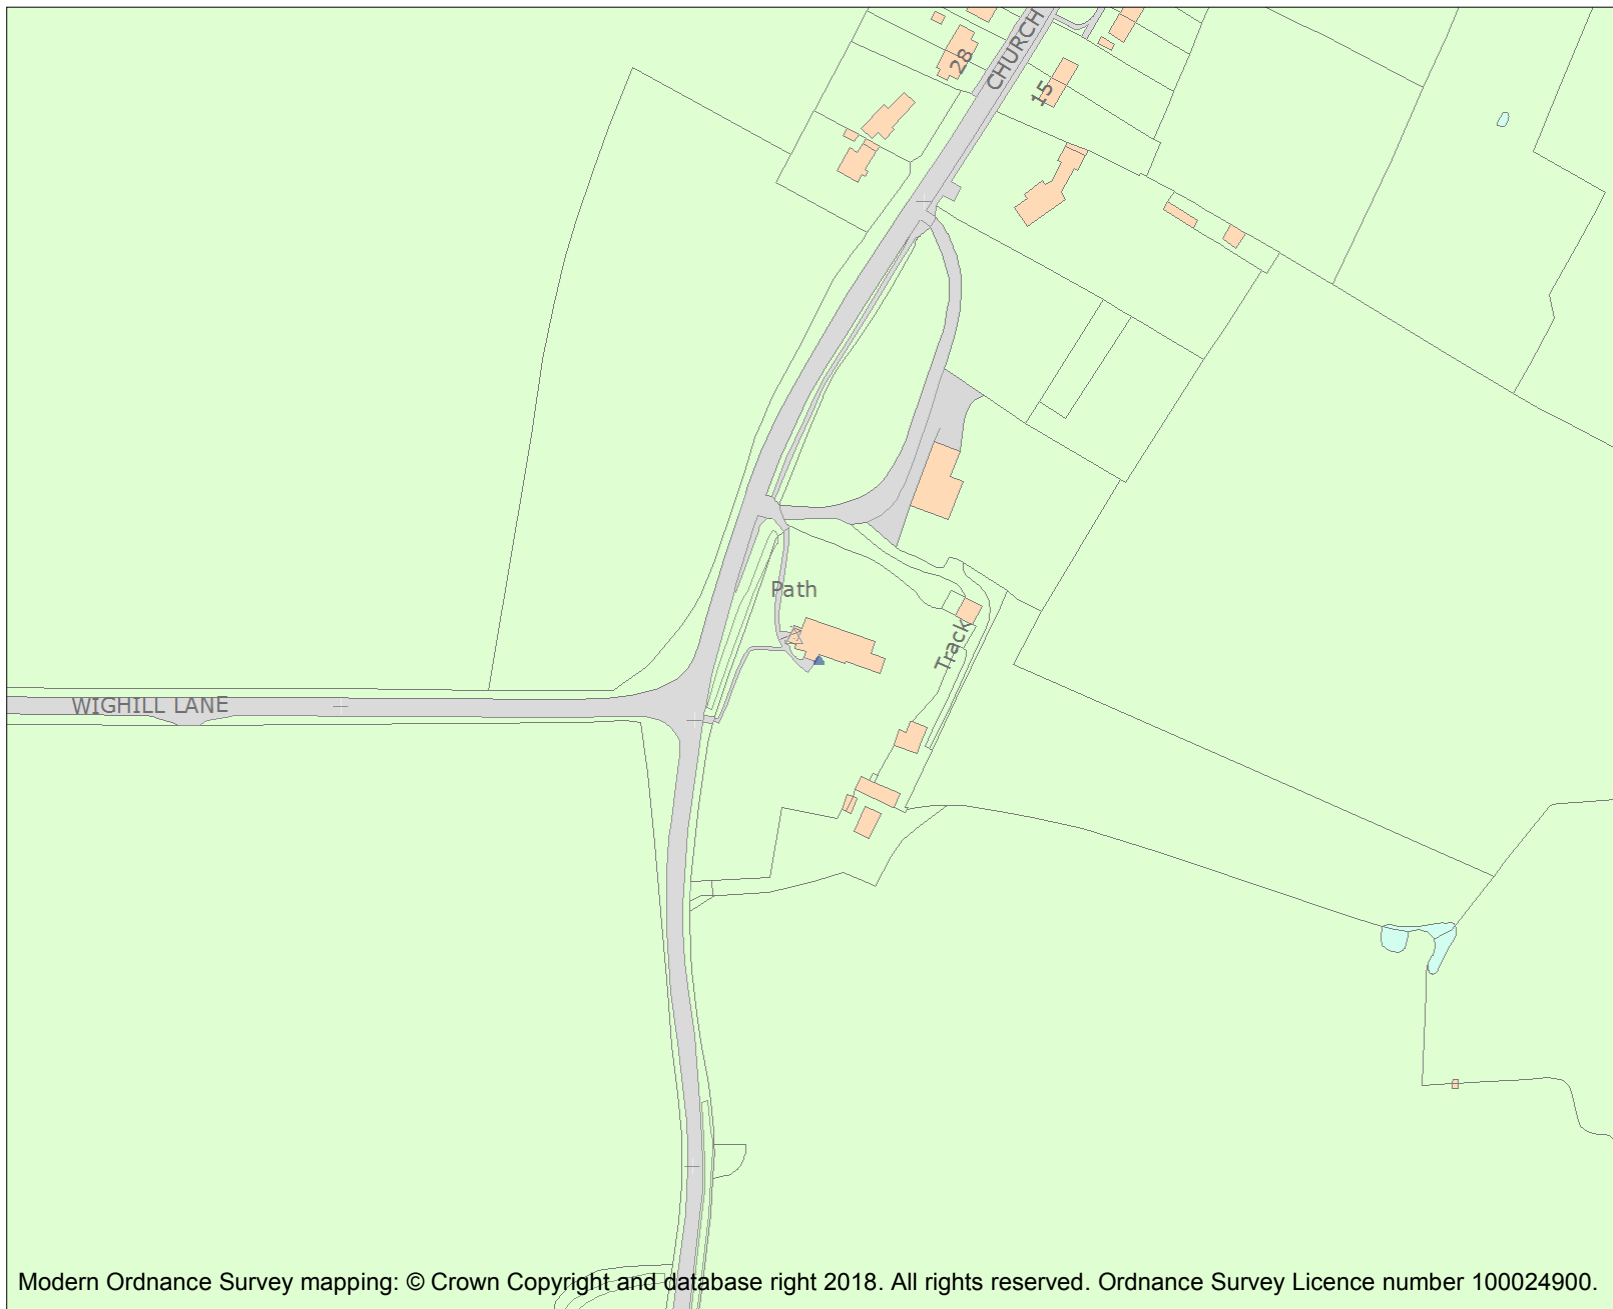 CHURCH
28
15
Path
Track
WIGHILL LANE
Modern Ordnance Survey mapping: © Crown Copyright and database right 2018. All rights reserved. Ordnance Survey Licence number 100024900.